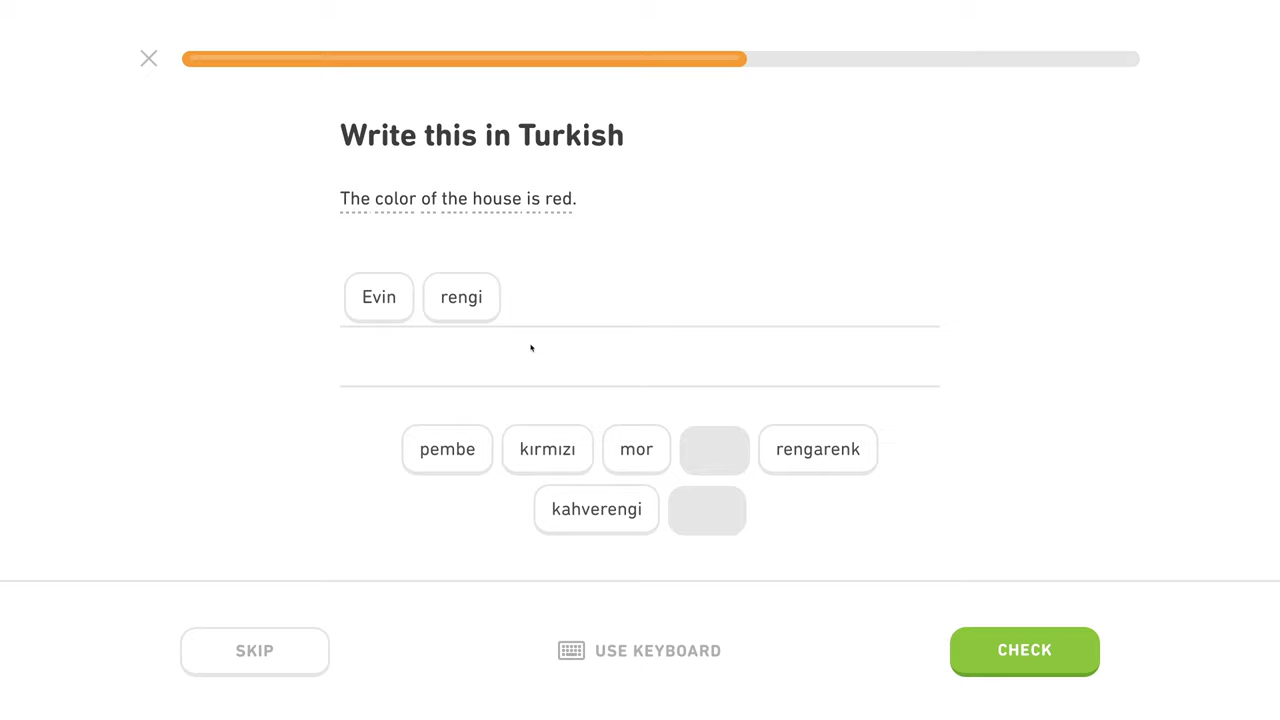 Write this in Turkish
The color of the house is red.
Evin rengi
pembe kırmızı mor rengarenk
kahverengi
SKIP USE KEYBOARD CHECK